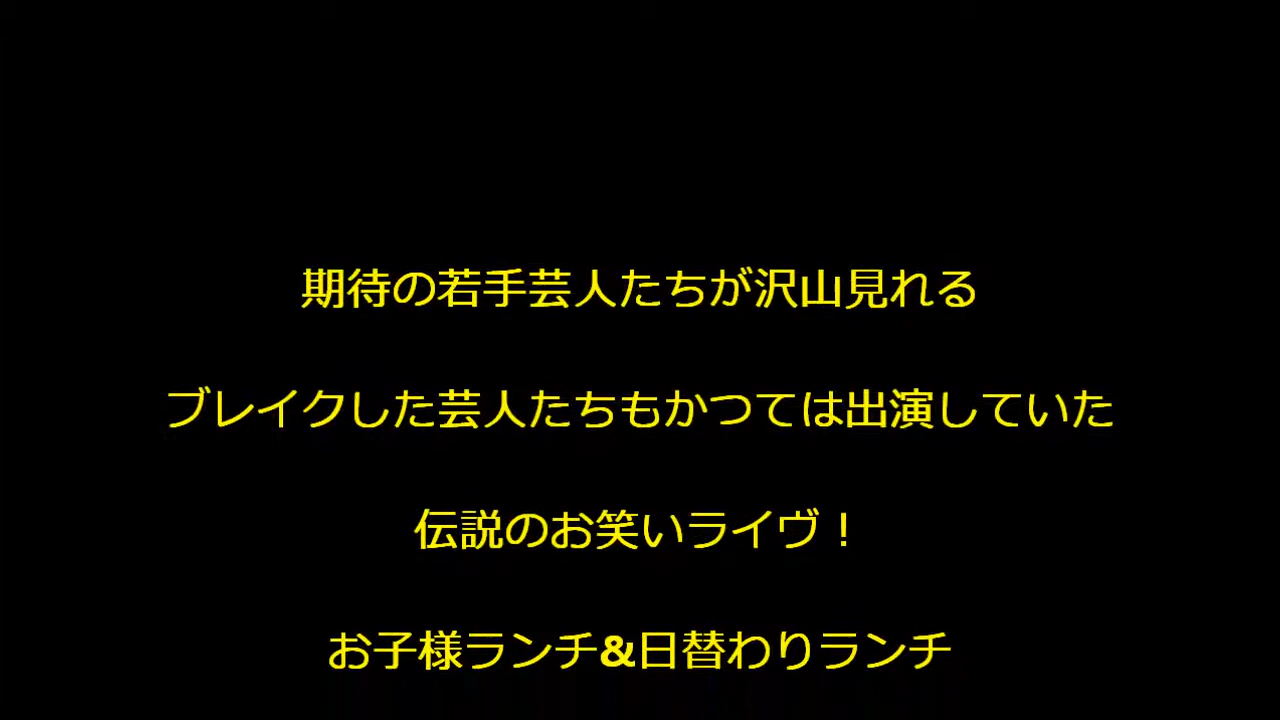 期待の若手芸人たちが沢山見れる
ブレイクした芸人たちもかつては出演していた
伝説のお笑いライヴ！
お子様ランチ&日替わりランチ